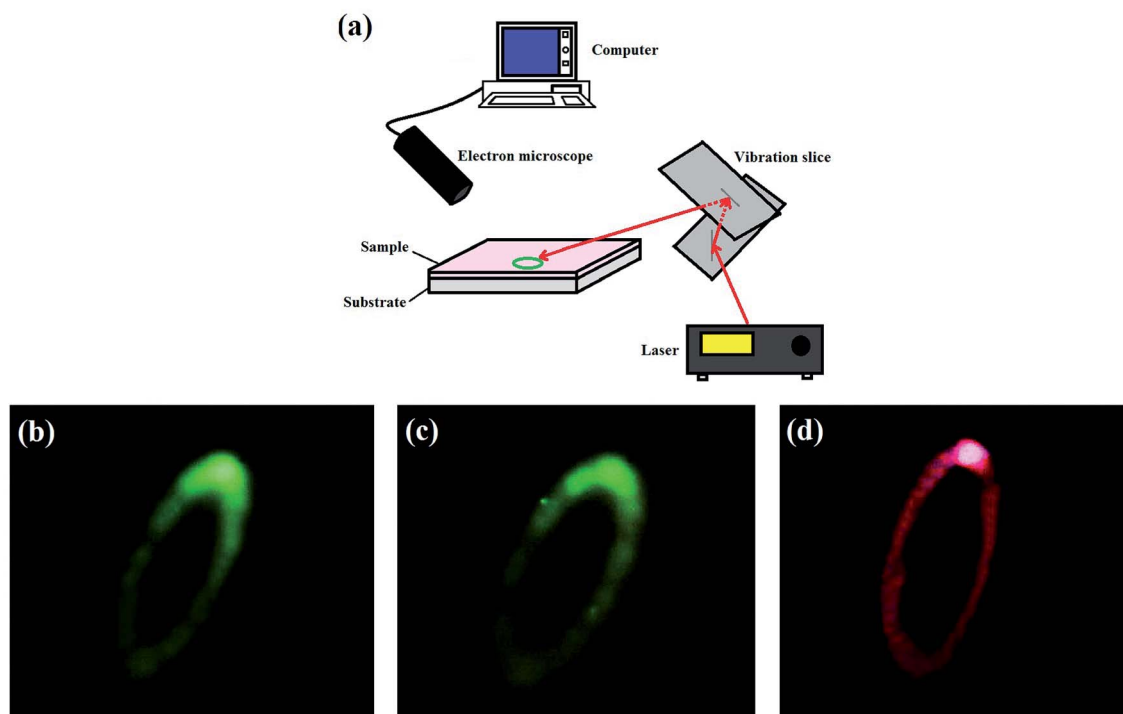 (a)
Computer
Electron microscope
Vibration slice
Sample
Substrate
Laser
(b)
(c)
(d)